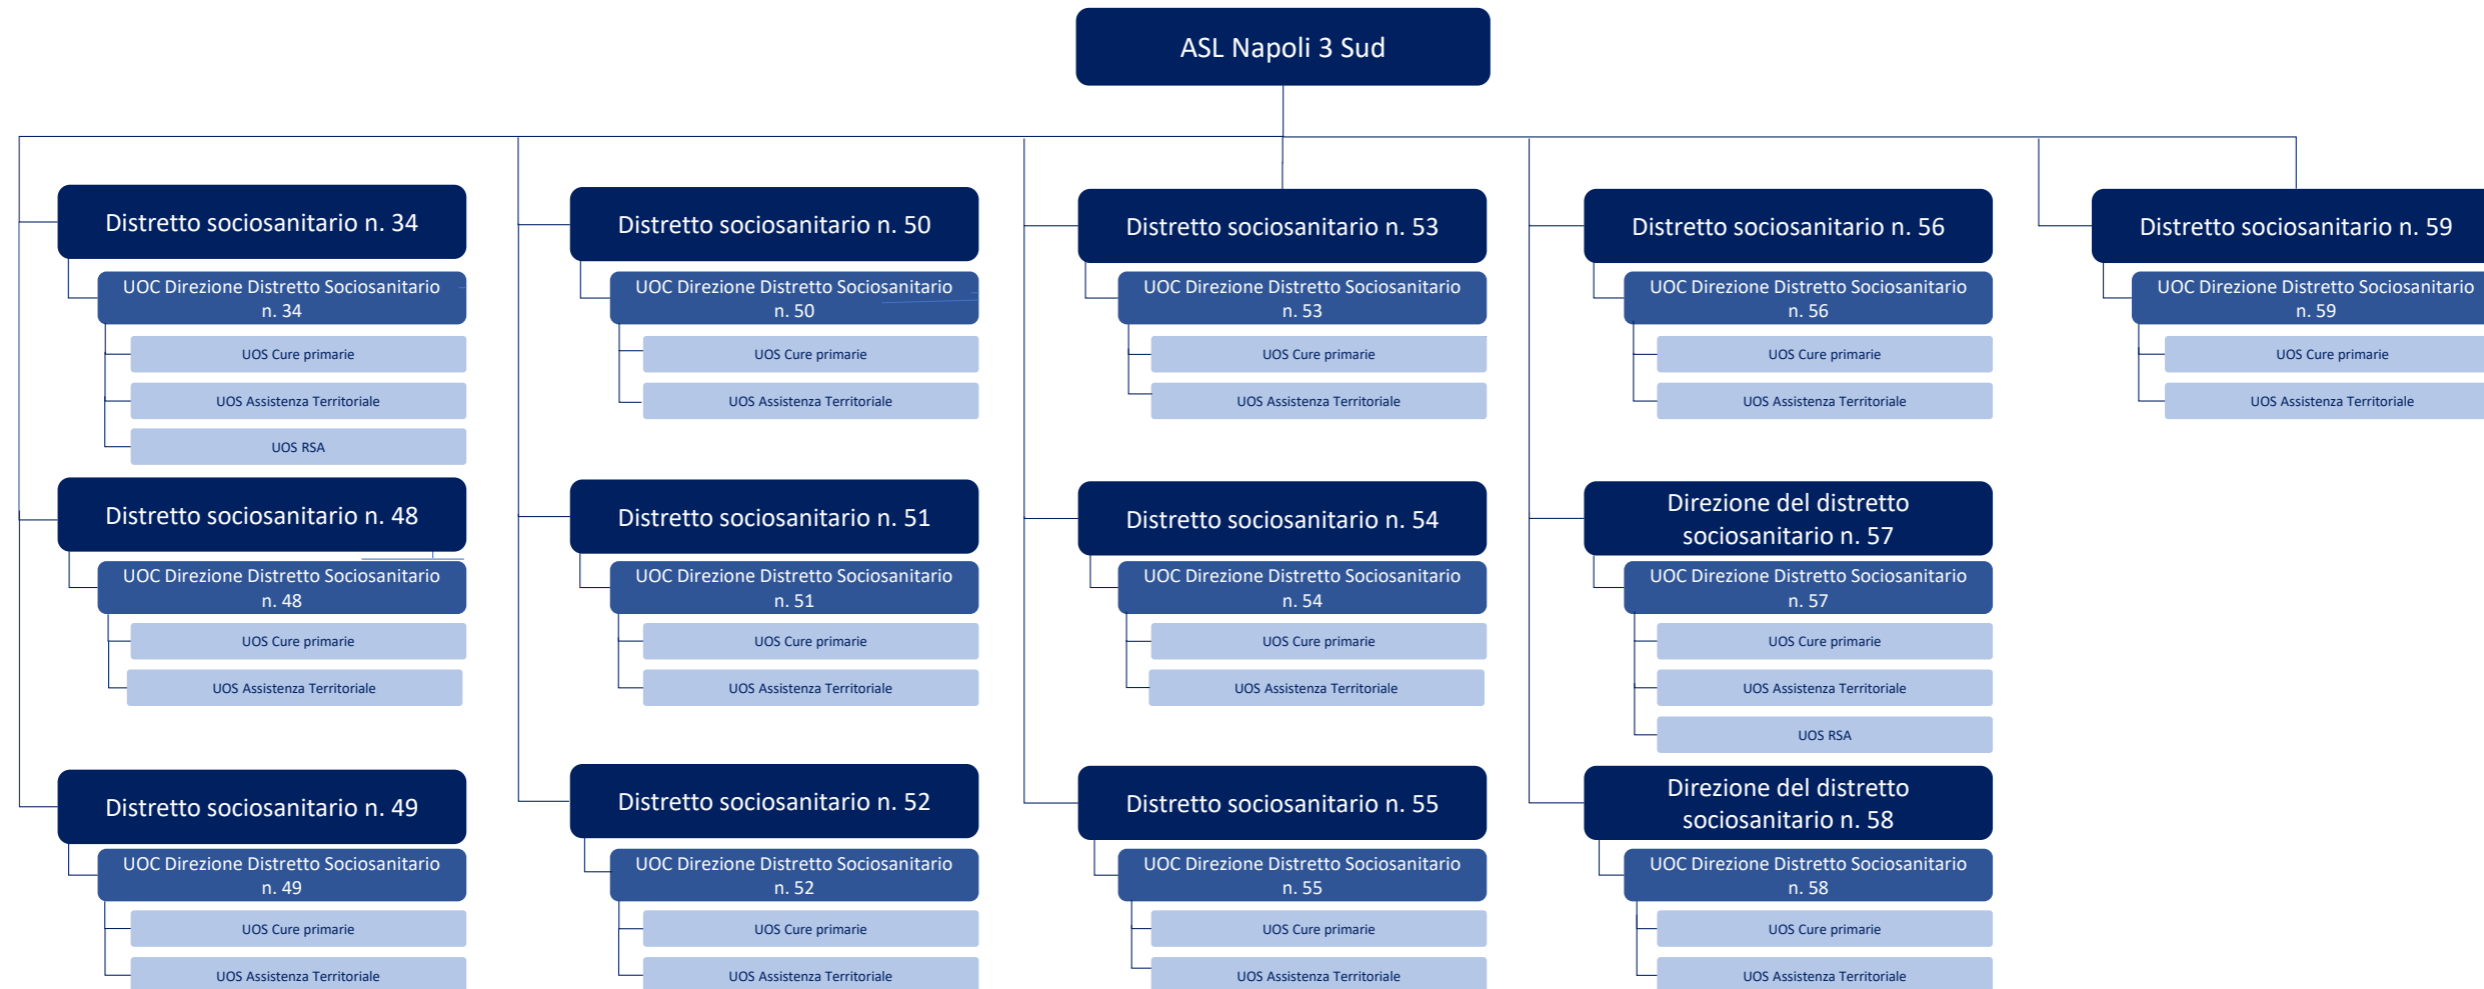 ASL Napoli 3 Sud
Distretto sociosanitario n. 34
UOC Direzione Distretto Sociosanitario
n. 34
UOS Cure primarie
UOS Assistenza Territoriale
UOS RSA
Distretto sociosanitario n. 48
UOC Direzione Distretto Sociosanitario
n. 48
UOS Cure primarie
UOS Assistenza Territoriale
Distretto sociosanitario n. 49
UOC Direzione Distretto Sociosanitario
n. 49
UOS Cure primarie
UOS Assistenza Territoriale
Distretto sociosanitario n. 50
UOC Direzione Distretto Sociosanitario
n. 50
UOS Cure primarie
UOS Assistenza Territoriale
Distretto sociosanitario n. 51
UOC Direzione Distretto Sociosanitario
n. 51
UOS Cure primarie
UOS Assistenza Territoriale
Distretto sociosanitario n. 52
UOC Direzione Distretto Sociosanitario
n. 52
UOS Cure primarie
UOS Assistenza Territoriale
Distretto sociosanitario n. 53
UOC Direzione Distretto Sociosanitario
n. 53
UOS Cure primarie
UOS Assistenza Territoriale
Distretto sociosanitario n. 54
UOC Direzione Distretto Sociosanitario
n. 54
UOS Cure primarie
UOS Assistenza Territoriale
Distretto sociosanitario n. 55
UOC Direzione Distretto Sociosanitario
n. 55
UOS Cure primarie
UOS Assistenza Territoriale
Distretto sociosanitario n. 56
UOC Direzione Distretto Sociosanitario
n. 56
UOS Cure primarie
UOS Assistenza Territoriale
Direzione del distretto
sociosanitario n. 57
UOC Direzione Distretto Sociosanitario
n. 57
UOS Cure primarie
UOS Assistenza Territoriale
UOS RSA
Direzione del distretto
sociosanitario n. 58
UOC Direzione Distretto Sociosanitario
n. 58
UOS Cure primarie
UOS Assistenza Territoriale
Distretto sociosanitario n. 59
UOC Direzione Distretto Sociosanitario
n. 59
UOS Cure primarie
UOS Assistenza Territoriale